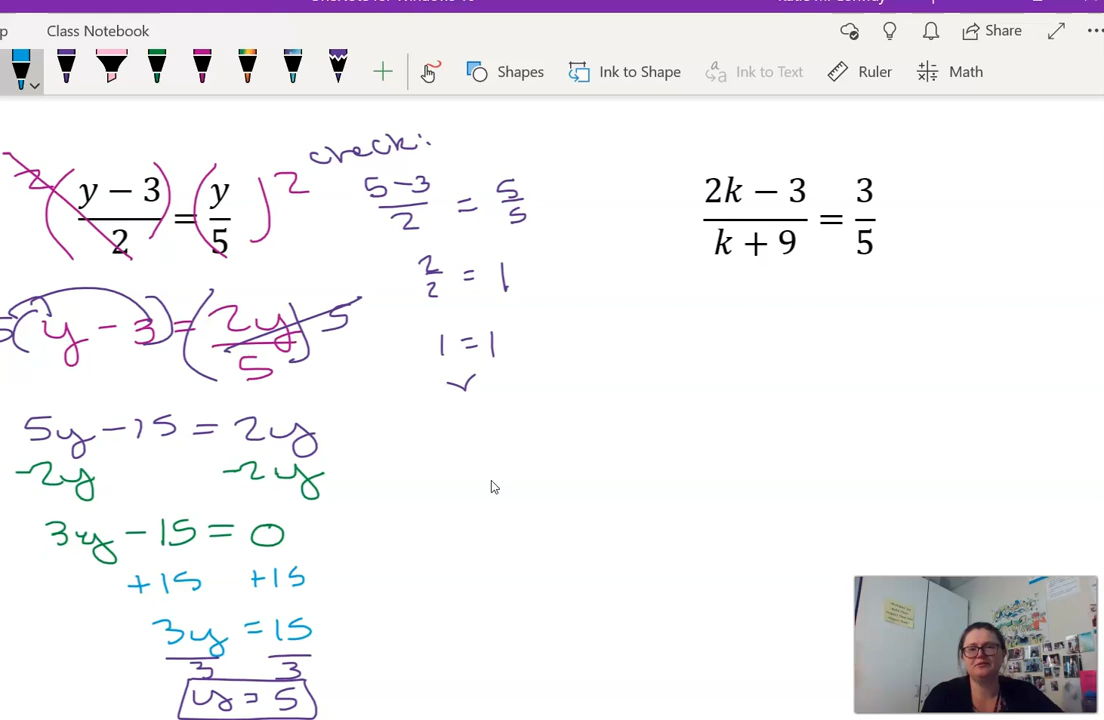 Class Notebook
Share
Shapes
Ink to Shape
Ink to Text
Ruler
Math
2(y − 3)/2 = (y/5)2
5(y − 3) = (2y/5)5
5y − 15 = 2y
-2y -2y
3y − 15 = 0
+15 +15
3y = 15
3 3
y = 5
check:
5-3/2 = 5/5
2/2 = 1
1 = 1
✓
2k − 3/k + 9 = 3/5